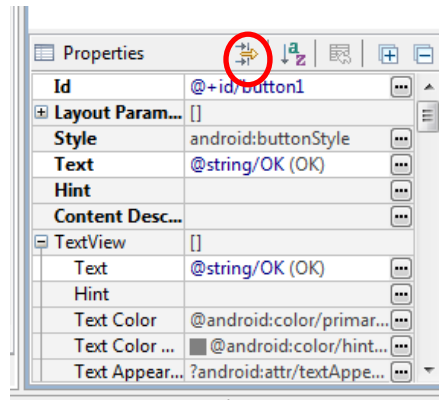 Properties
Id @+id/button1
Layout Param... []
Style android:buttonStyle
Text @string/OK (OK)
Hint
Content Desc...
TextView []
Text @string/OK (OK)
Hint
Text Color @android:color/primar...
Text Color ... @android:color/hint...
Text Appear... ?android:attr/textAppe...